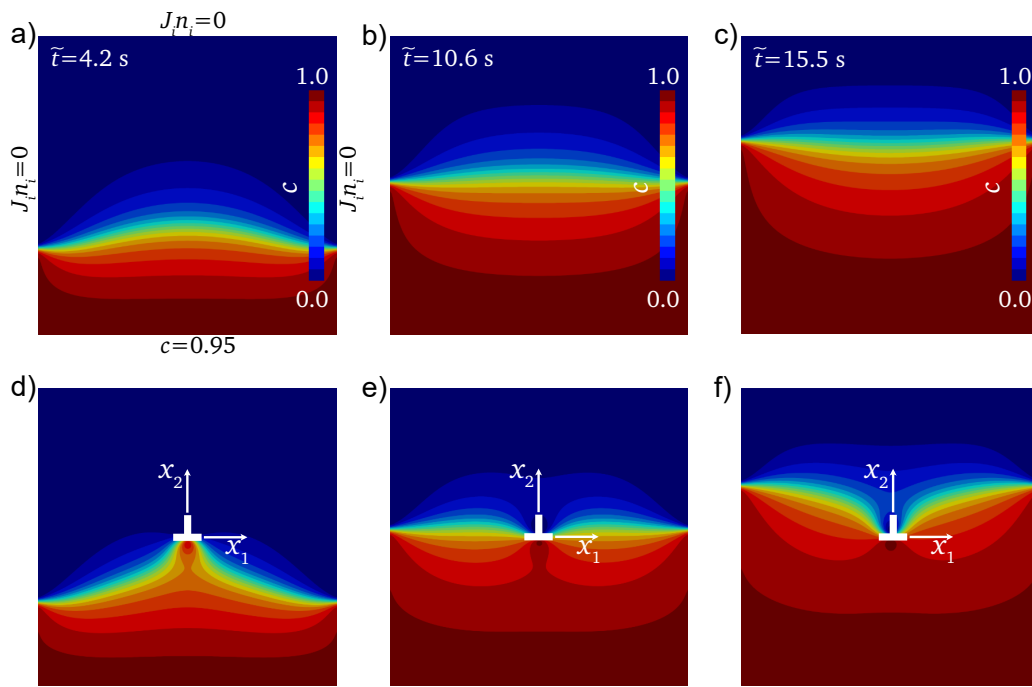 J_i n_i=0
a)
b)
c)
t̃=4.2 s
t̃=10.6 s
t̃=15.5 s
1.0
1.0
1.0
J_i n_i=0
c
J_i n_i=0
c
c
0.0
0.0
0.0
c=0.95
d)
e)
f)
x_2
x_2
x_2
x_1
x_1
x_1